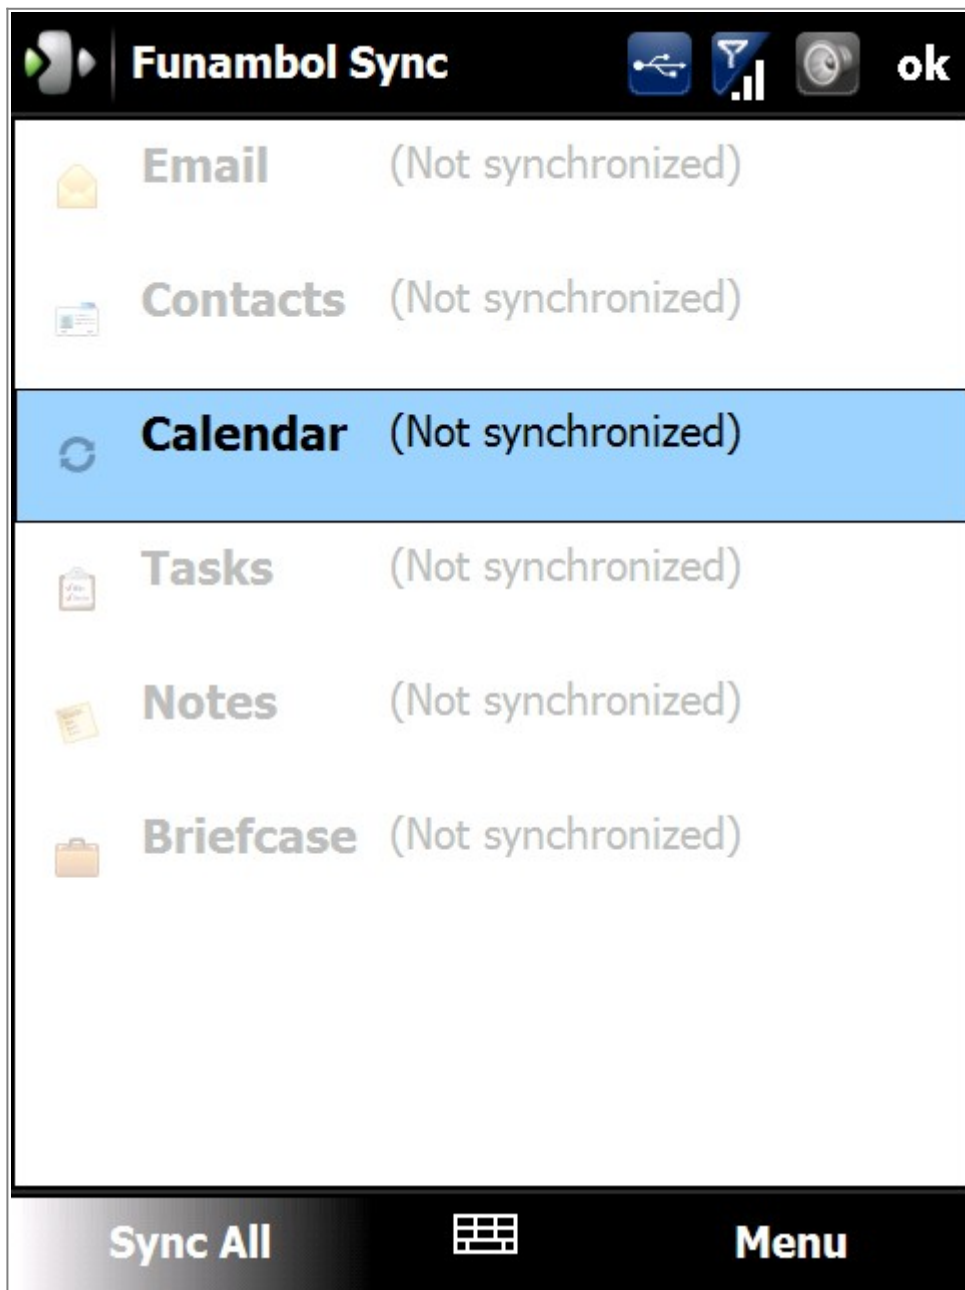 Funambol Sync ok
Email (Not synchronized)
Contacts (Not synchronized)
Calendar (Not synchronized)
Tasks (Not synchronized)
Notes (Not synchronized)
Briefcase (Not synchronized)
Sync All Menu